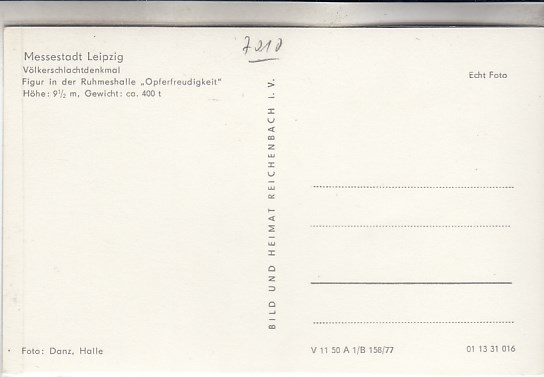 7210
Messestadt Leipzig
Völkerschlachtdenkmal
Figur in der Ruhmeshalle „Opferfreudigkeit"
Höhe: 9½ m, Gewicht: ca. 400 t
Echt Foto
BILD UND HEIMAT REICHENBACH I. V.
Foto: Danz, Halle
V 11 50 A 1/B 158/77
01 13 31 016